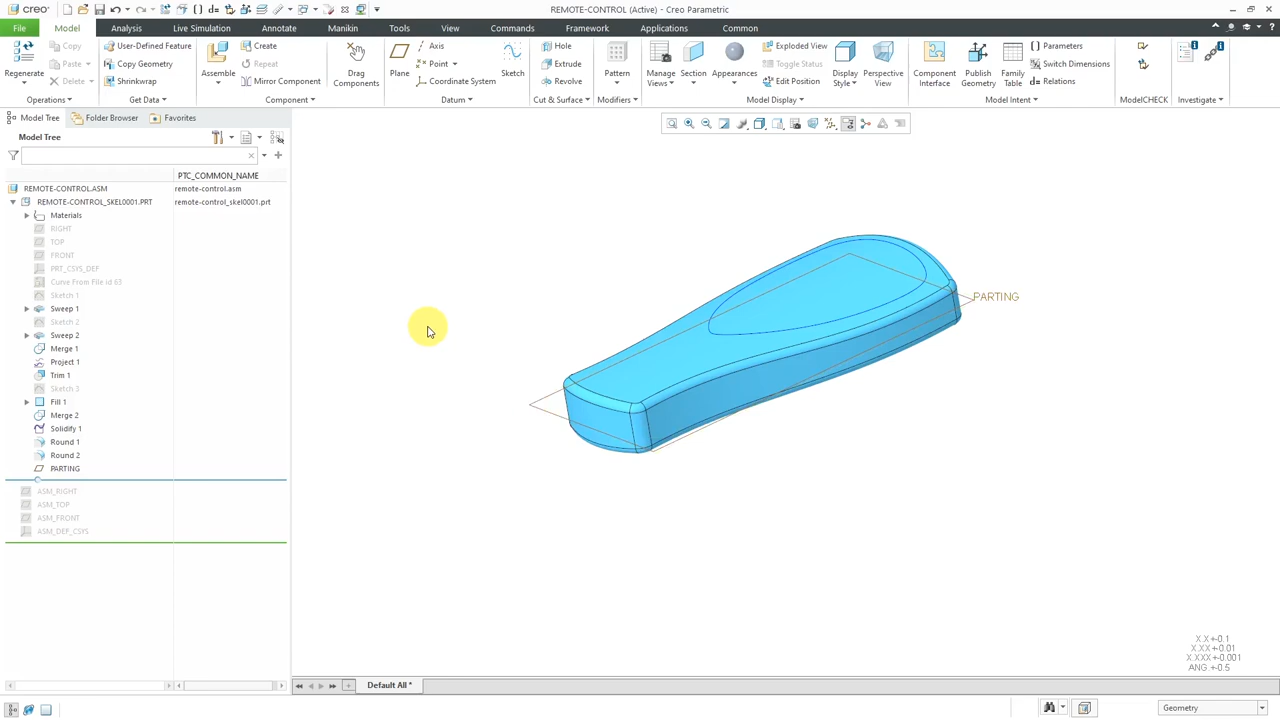 creo
REMOTE-CONTROL (Active) - Creo Parametric
File Model Analysis Live Simulation Annotate Manikin Tools View Commands Framework Applications Common
Regenerate
Copy
Paste
Delete
Operations
User-Defined Feature
Copy Geometry
Shrinkwrap
Get Data
Assemble
Create
Repeat
Mirror Component
Component
Drag
Components
Plane
Axis
Point
Coordinate System
Sketch
Datum
Hole
Extrude
Revolve
Cut & Surface
Pattern
Modifiers
Manage
Views
Section
Appearances
Exploded View
Toggle Status
Edit Position
Display
Style
Perspective
View
Model Display
Component
Interface
Publish
Geometry
Family
Table
Parameters
Switch Dimensions
d= Relations
Model Intent
ModelCHECK
Investigate
Model Tree Folder Browser Favorites
Model Tree
PTC_COMMON_NAME
REMOTE-CONTROL.ASM remote-control.asm
REMOTE-CONTROL_SKEL0001.PRT remote-control_skel0001.prt
Materials
RIGHT
TOP
FRONT
PRT_CSYS_DEF
Curve From File id 63
Sketch 1
Sweep 1
Sketch 2
Sweep 2
Merge 1
Project 1
Trim 1
Sketch 3
Fill 1
Merge 2
Solidify 1
Round 1
Round 2
PARTING
ASM_RIGHT
ASM_TOP
ASM_FRONT
ASM_DEF_CSYS
PARTING
X.X +-0.1
X.XX +-0.01
X.XXX +-0.001
ANG. +-0.5
Default All *
Geometry